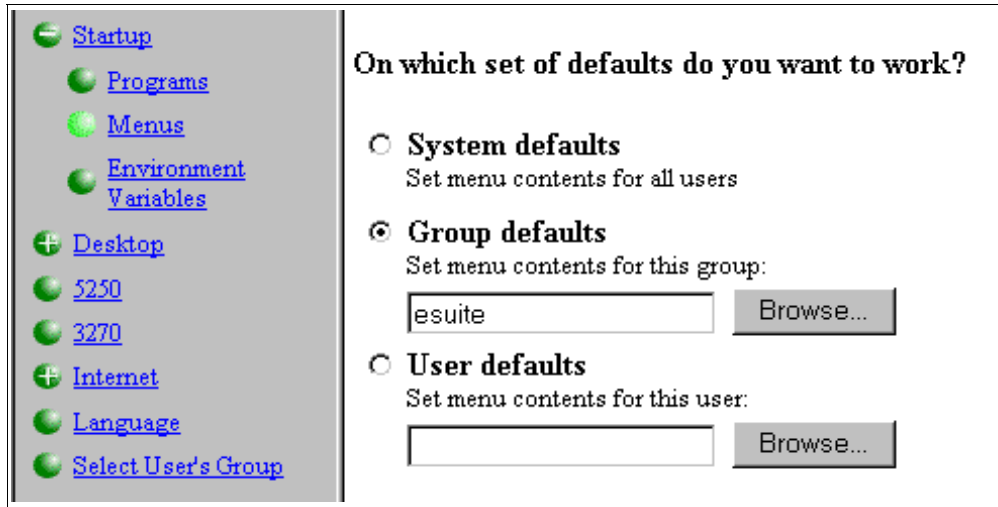 Startup
Programs
Menus
Environment
Variables
Desktop
5250
3270
Internet
Language
Select User's Group
On which set of defaults do you want to work?
System defaults
Set menu contents for all users
Group defaults
Set menu contents for this group:
esuite Browse...
User defaults
Set menu contents for this user:
Browse...